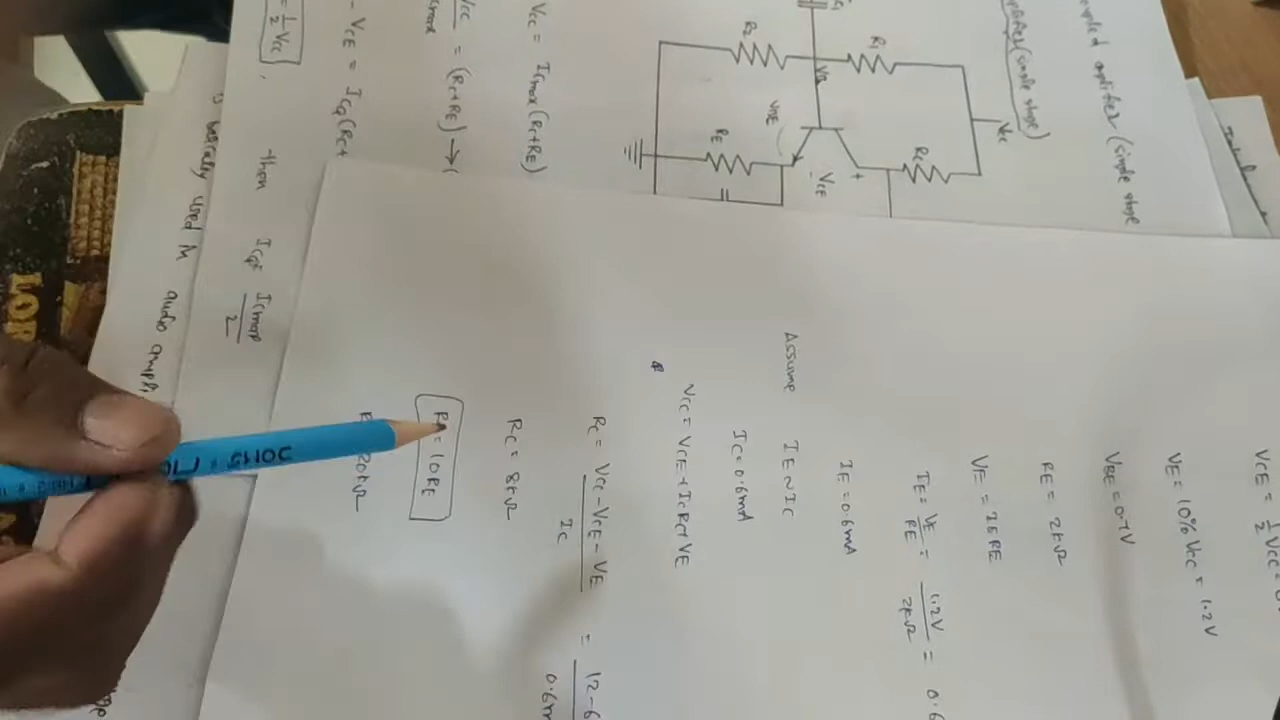 coupled amplifier (single stage
amplifier (single stage)
VCC
R1
RC
C1
VB
VBE
VCE
+
-
R2
RE
VCC = ICmax (RC+RE)
VCC = (RC+RE) → (
- VCE = ICQ (RC+
= 1/2 VCC ,
then ICQ = ICmax
2
is basically used in audio ampli
LOR
VCE = 1/2 VCC =
VE = 10% VCC = 1.2V
VBE = 0.7V
RE = 2kΩ
VE = IE RE
IE = VE/RE = 1.2V/2kΩ = 0.6
IE = 0.6mA
Assume IE ~ IC
IC = 0.6mA
VCC = VCE + IC RC + VE
RC = VCC - VCE - VE = 12-6
IC 0.6m
RC = 8kΩ
= 10RE
20kΩ